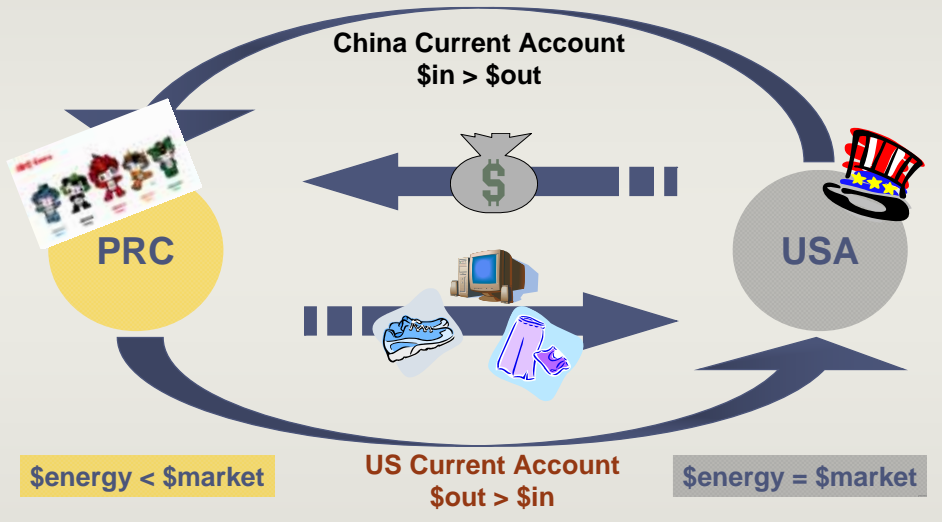 China Current Account
$in > $out
$
PRC
USA
$energy < $market
US Current Account
$out > $in
$energy = $market